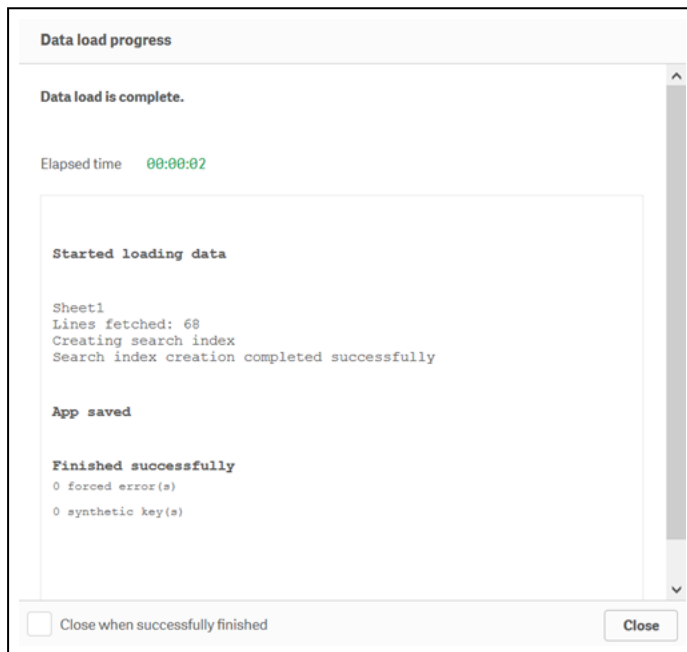 Data load progress
Data load is complete.
Elapsed time 00:00:02
Started loading data
Sheet1
Lines fetched: 68
Creating search index
Search index creation completed successfully
App saved
Finished successfully
0 forced error(s)
0 synthetic key(s)
Close when successfully finished
Close